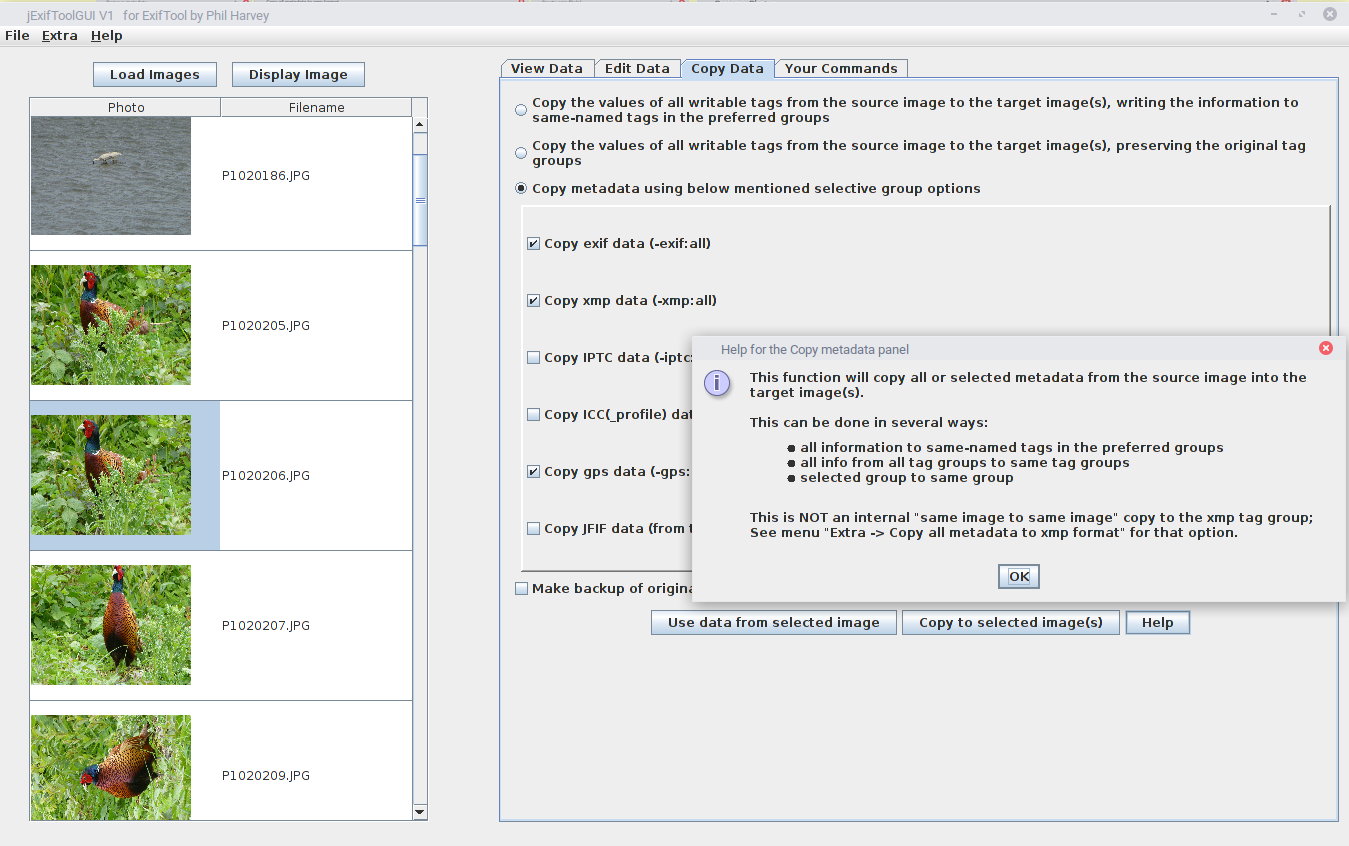 jExifToolGUI V1   for ExifTool by Phil Harvey
File Extra Help
Load Images
Display Image
Photo
Filename
P1020186.JPG
P1020205.JPG
P1020206.JPG
P1020207.JPG
P1020209.JPG
View Data
Edit Data
Copy Data
Your Commands
Copy the values of all writable tags from the source image to the target image(s), writing the information to
same-named tags in the preferred groups
Copy the values of all writable tags from the source image to the target image(s), preserving the original tag
groups
Copy metadata using below mentioned selective group options
Copy exif data (-exif:all)
Copy xmp data (-xmp:all)
Copy IPTC data (-iptc:
Copy ICC(_profile) dat
Copy gps data (-gps:
Copy JFIF data (from t
Make backup of origina
Use data from selected image
Copy to selected image(s)
Help
Help for the Copy metadata panel
This function will copy all or selected metadata from the source image into the
target image(s).
This can be done in several ways:
● all information to same-named tags in the preferred groups
● all info from all tag groups to same tag groups
● selected group to same group
This is NOT an internal "same image to same image" copy to the xmp tag group;
See menu "Extra -> Copy all metadata to xmp format" for that option.
OK